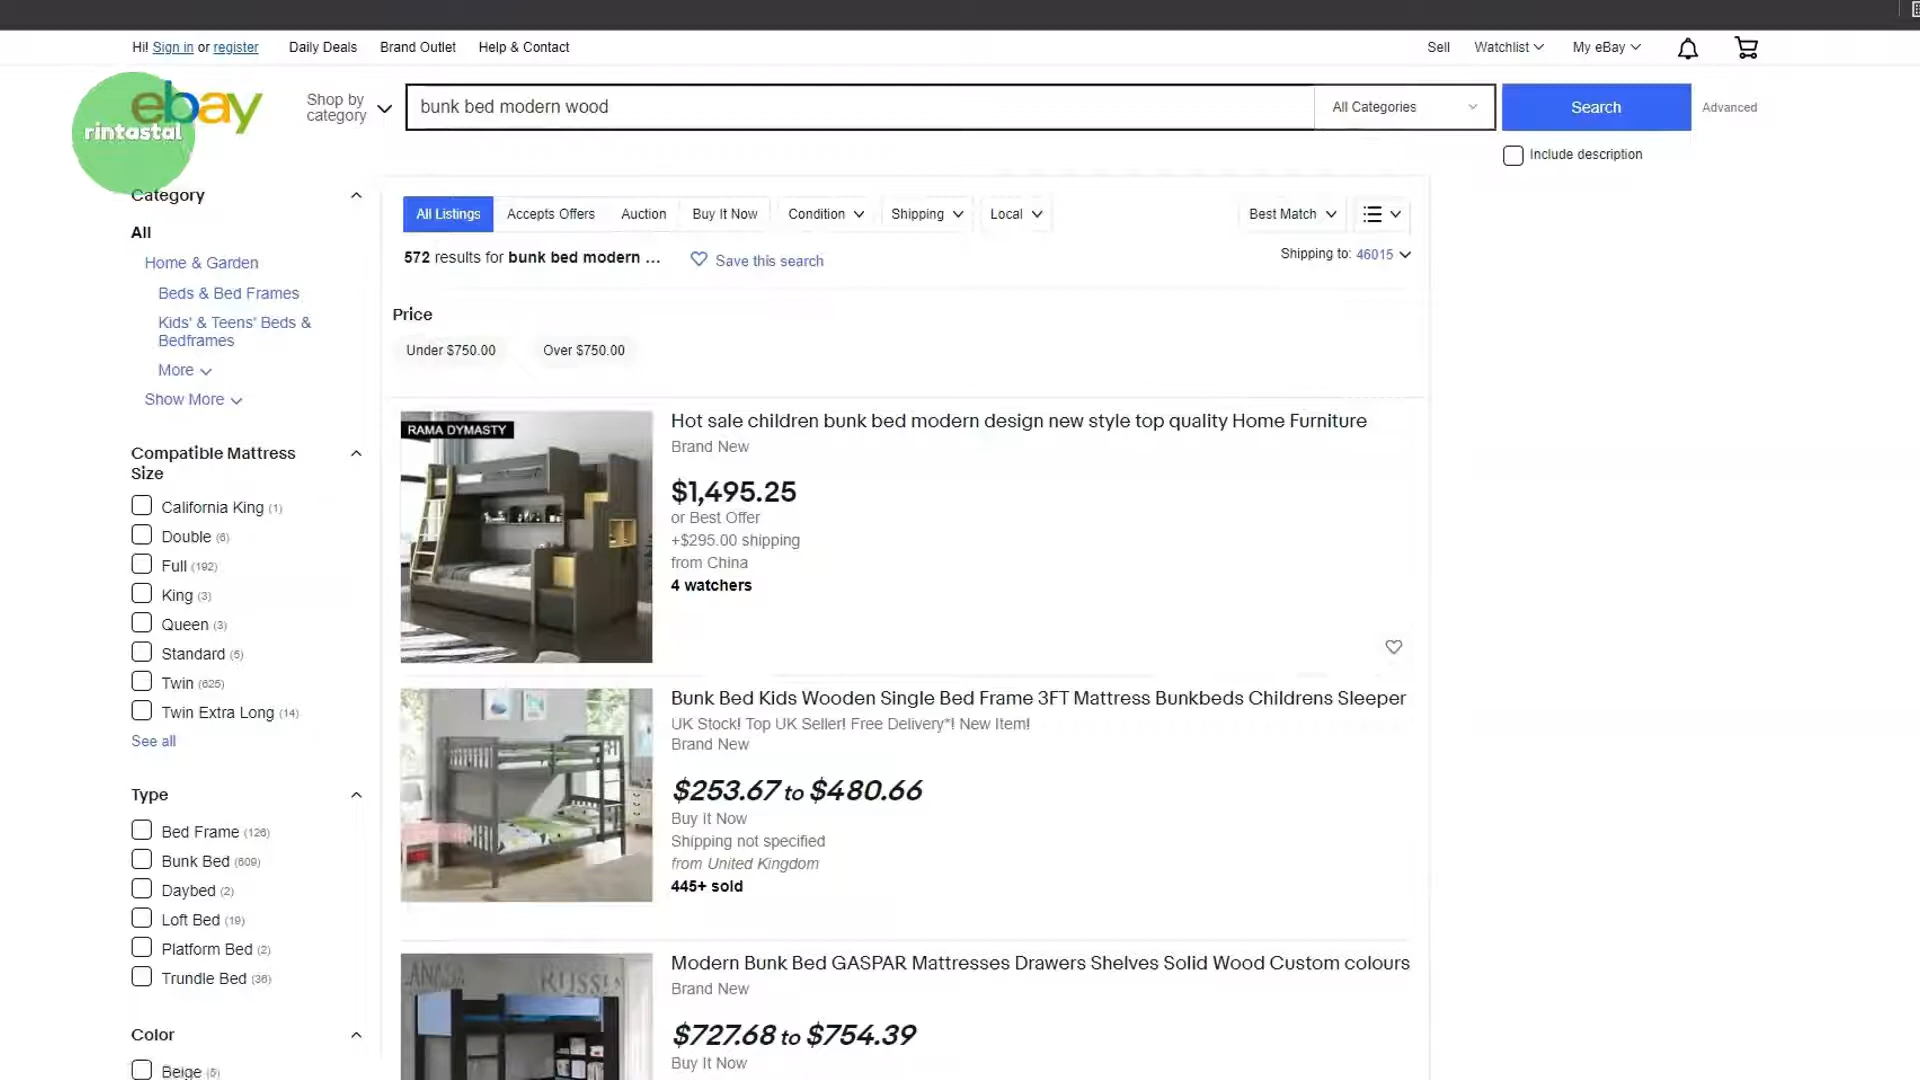 Hi! Sign in or register
Daily Deals
Brand Outlet
Help & Contact
Sell
Watchlist
My eBay
ebay
rintastal
Shop by
category
bunk bed modern wood
All Categories
Search
Advanced
Include description
Category
All
Home & Garden
Beds & Bed Frames
Kids' & Teens' Beds &
Bedframes
More
Show More
Compatible Mattress
Size
California King (1)
Double (6)
Full (192)
King (3)
Queen (3)
Standard (5)
Twin (625)
Twin Extra Long (14)
See all
Type
Bed Frame (126)
Bunk Bed (609)
Daybed (2)
Loft Bed (19)
Platform Bed (2)
Trundle Bed (36)
Color
Beige (5)
All Listings
Accepts Offers
Auction
Buy It Now
Condition
Shipping
Local
Best Match
572 results for bunk bed modern ...
Save this search
Shipping to: 46015
Price
Under $750.00
Over $750.00
RAMA DYMASTY
Hot sale children bunk bed modern design new style top quality Home Furniture
Brand New
$1,495.25
or Best Offer
+$295.00 shipping
from China
4 watchers
Bunk Bed Kids Wooden Single Bed Frame 3FT Mattress Bunkbeds Childrens Sleeper
UK Stock! Top UK Seller! Free Delivery*! New Item!
Brand New
$253.67 to $480.66
Buy It Now
Shipping not specified
from United Kingdom
445+ sold
Modern Bunk Bed GASPAR Mattresses Drawers Shelves Solid Wood Custom colours
Brand New
$727.68 to $754.39
Buy It Now